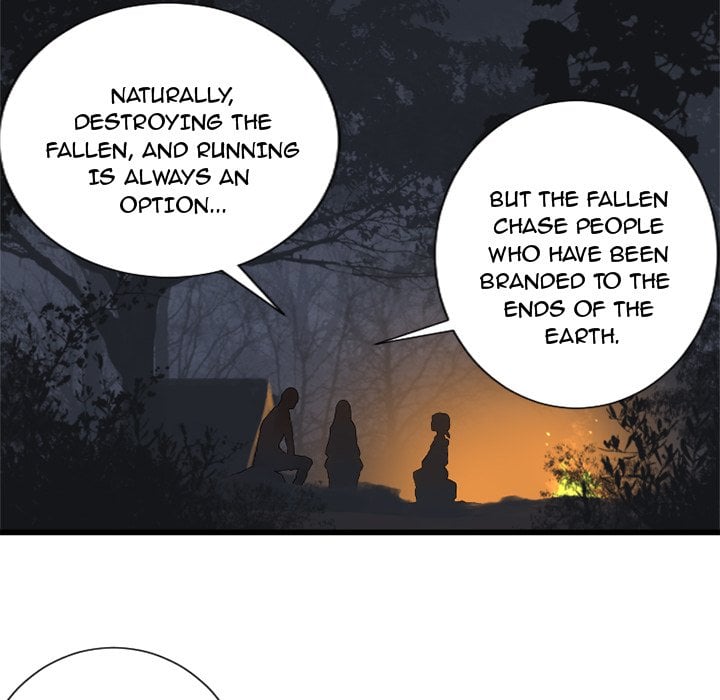 NATURALLY,
DESTROYING THE
FALLEN, AND RUNNING
IS ALWAYS AN
OPTION...
BUT THE FALLEN
CHASE PEOPLE
WHO HAVE BEEN
BRANDED TO THE
ENDS OF THE
EARTH.